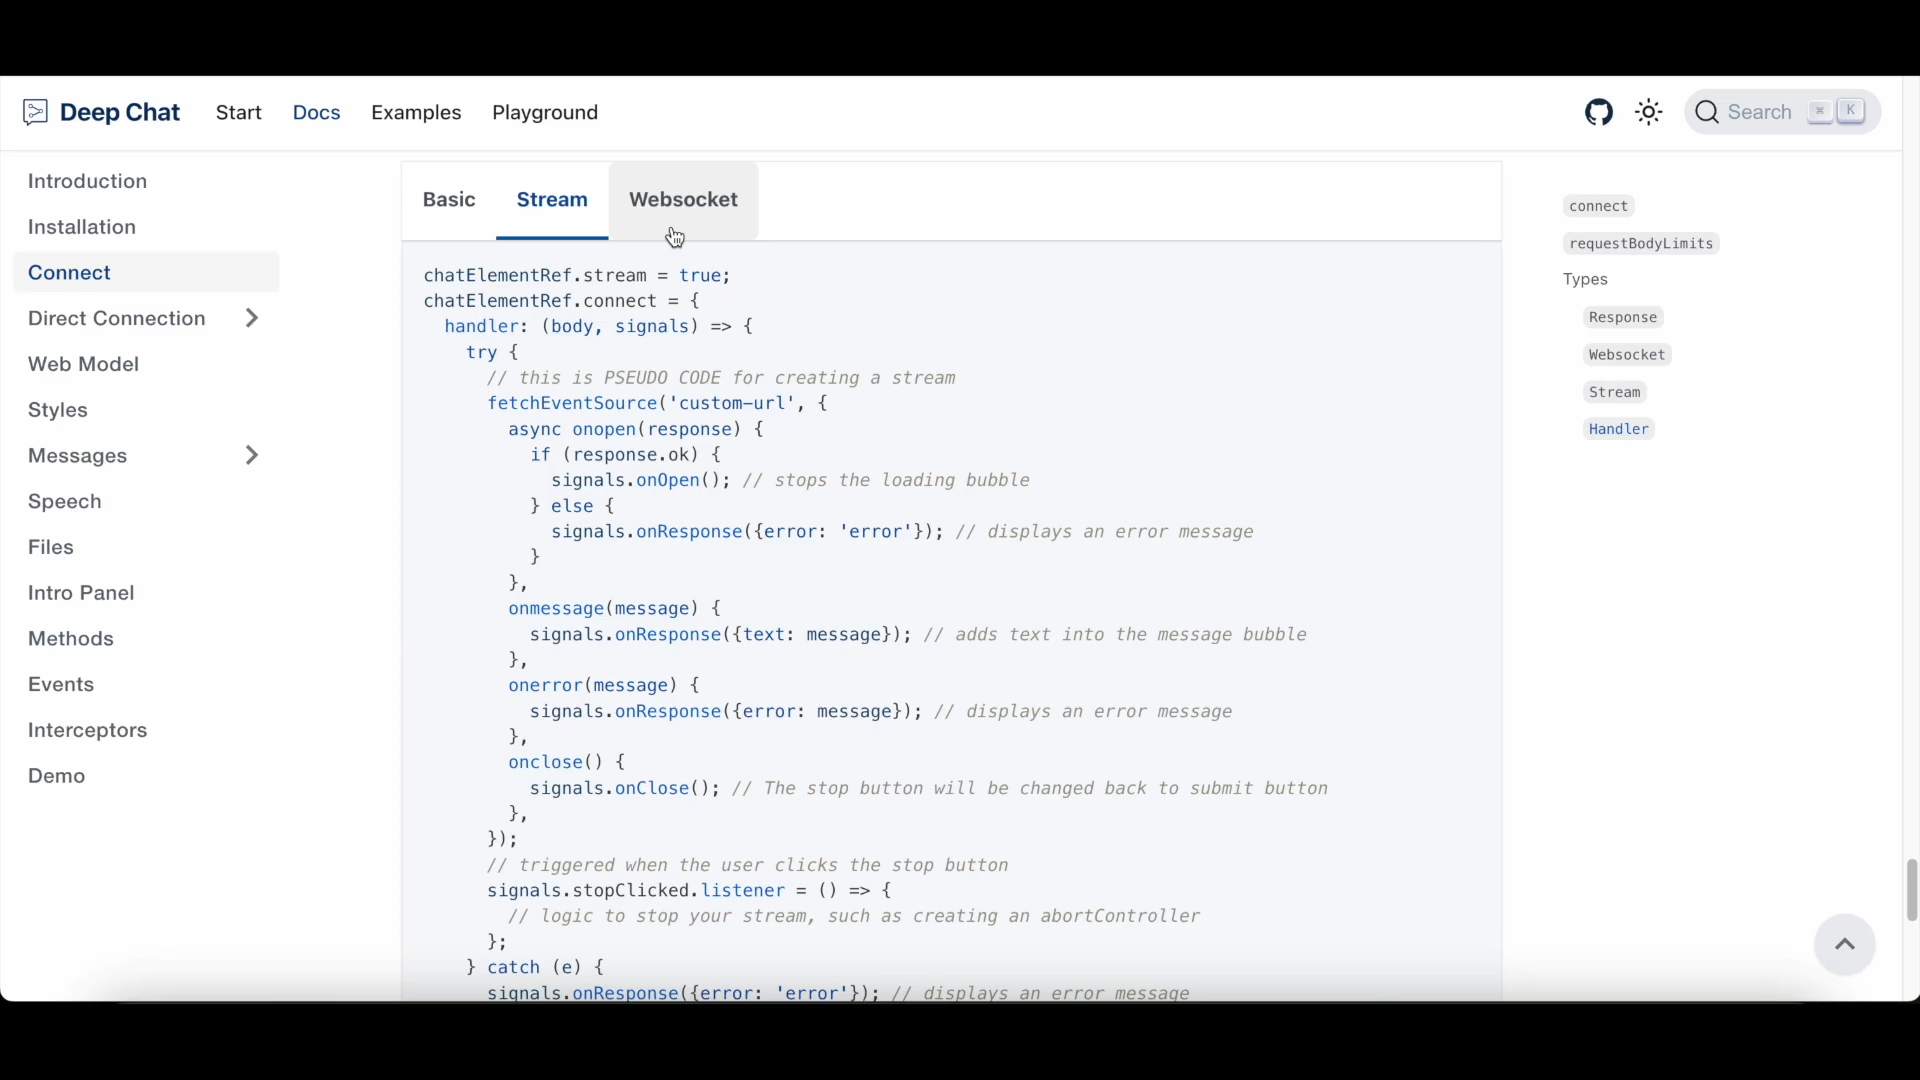 Deep Chat Start Docs Examples Playground Search ⌘ K
Introduction
Installation
Connect
Direct Connection
Web Model
Styles
Messages
Speech
Files
Intro Panel
Methods
Events
Interceptors
Demo
Basic Stream Websocket
chatElementRef.stream = true;
chatElementRef.connect = {
  handler: (body, signals) => {
    try {
      // this is PSEUDO CODE for creating a stream
      fetchEventSource('custom-url', {
        async onopen(response) {
          if (response.ok) {
            signals.onOpen(); // stops the loading bubble
          } else {
            signals.onResponse({error: 'error'}); // displays an error message
          }
        },
        onmessage(message) {
          signals.onResponse({text: message}); // adds text into the message bubble
        },
        onerror(message) {
          signals.onResponse({error: message}); // displays an error message
        },
        onclose() {
          signals.onClose(); // The stop button will be changed back to submit button
        },
      });
      // triggered when the user clicks the stop button
      signals.stopClicked.listener = () => {
        // logic to stop your stream, such as creating an abortController
      };
    } catch (e) {
      signals.onResponse({error: 'error'}); // displays an error message
connect
requestBodyLimits
Types
Response
Websocket
Stream
Handler